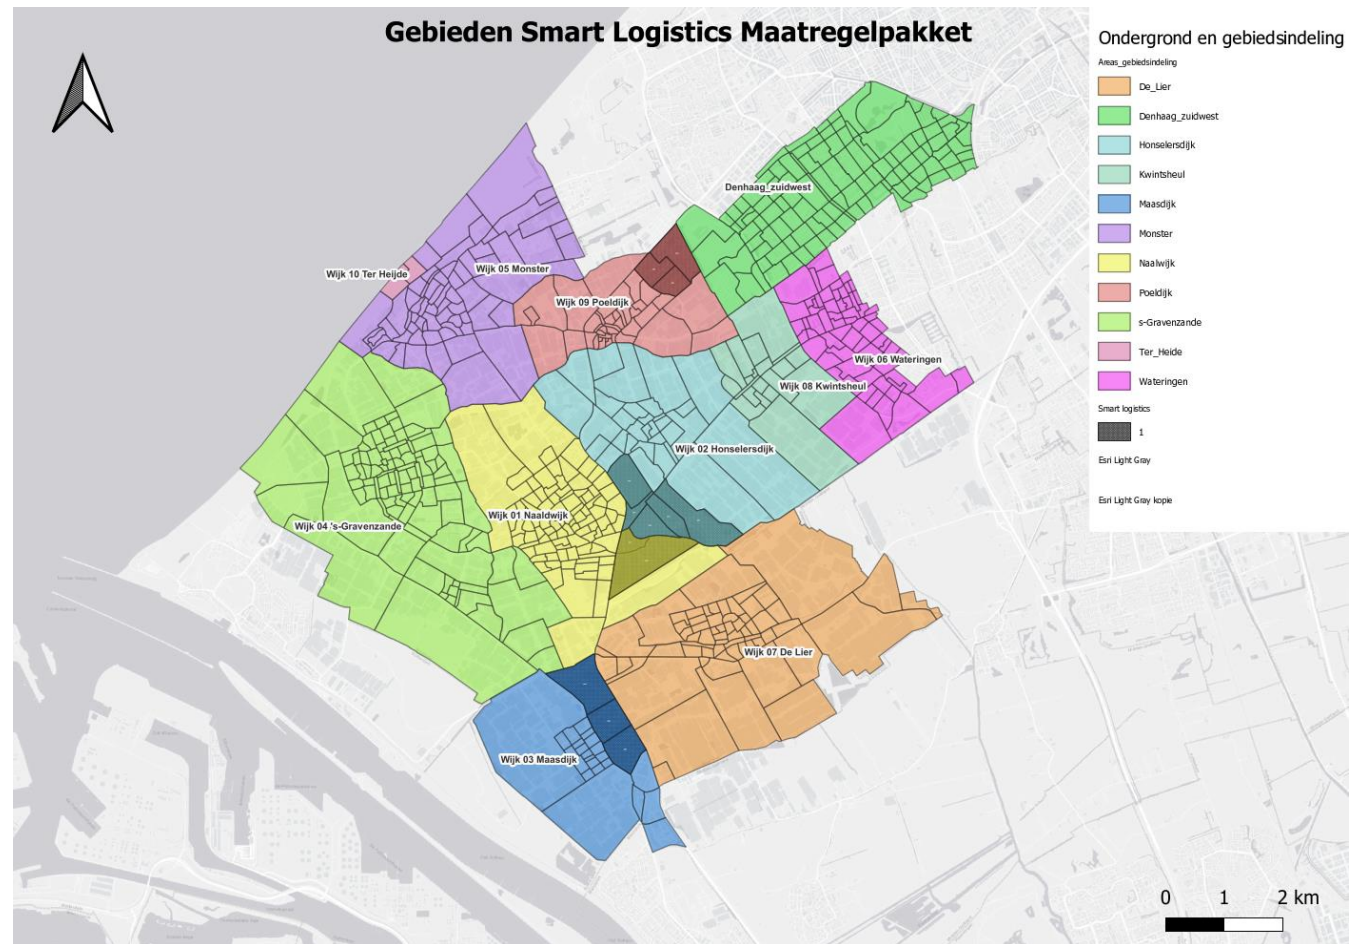 Gebieden Smart Logistics Maatregelpakket
Ondergrond en gebiedsindeling
Areas_gebiedsindeling
De_Lier
Denhaag_zuidwest
Honselersdijk
Kwintsheul
Maasdijk
Monster
Naalwijk
Poeldijk
s-Gravenzande
Ter_Heide
Wateringen
Smart logistics
1
Esri Light Gray
Esri Light Gray kopie
Denhaag_zuidwest
Wijk 10 Ter Heijde
Wijk 05 Monster
Wijk 09 Poeldijk
Wijk 06 Wateringen
Wijk 08 Kwintsheul
Wijk 02 Honselersdijk
Wijk 01 Naaldwijk
Wijk 04 's-Gravenzande
Wijk 07 De Lier
Wijk 03 Maasdijk
0 1 2 km